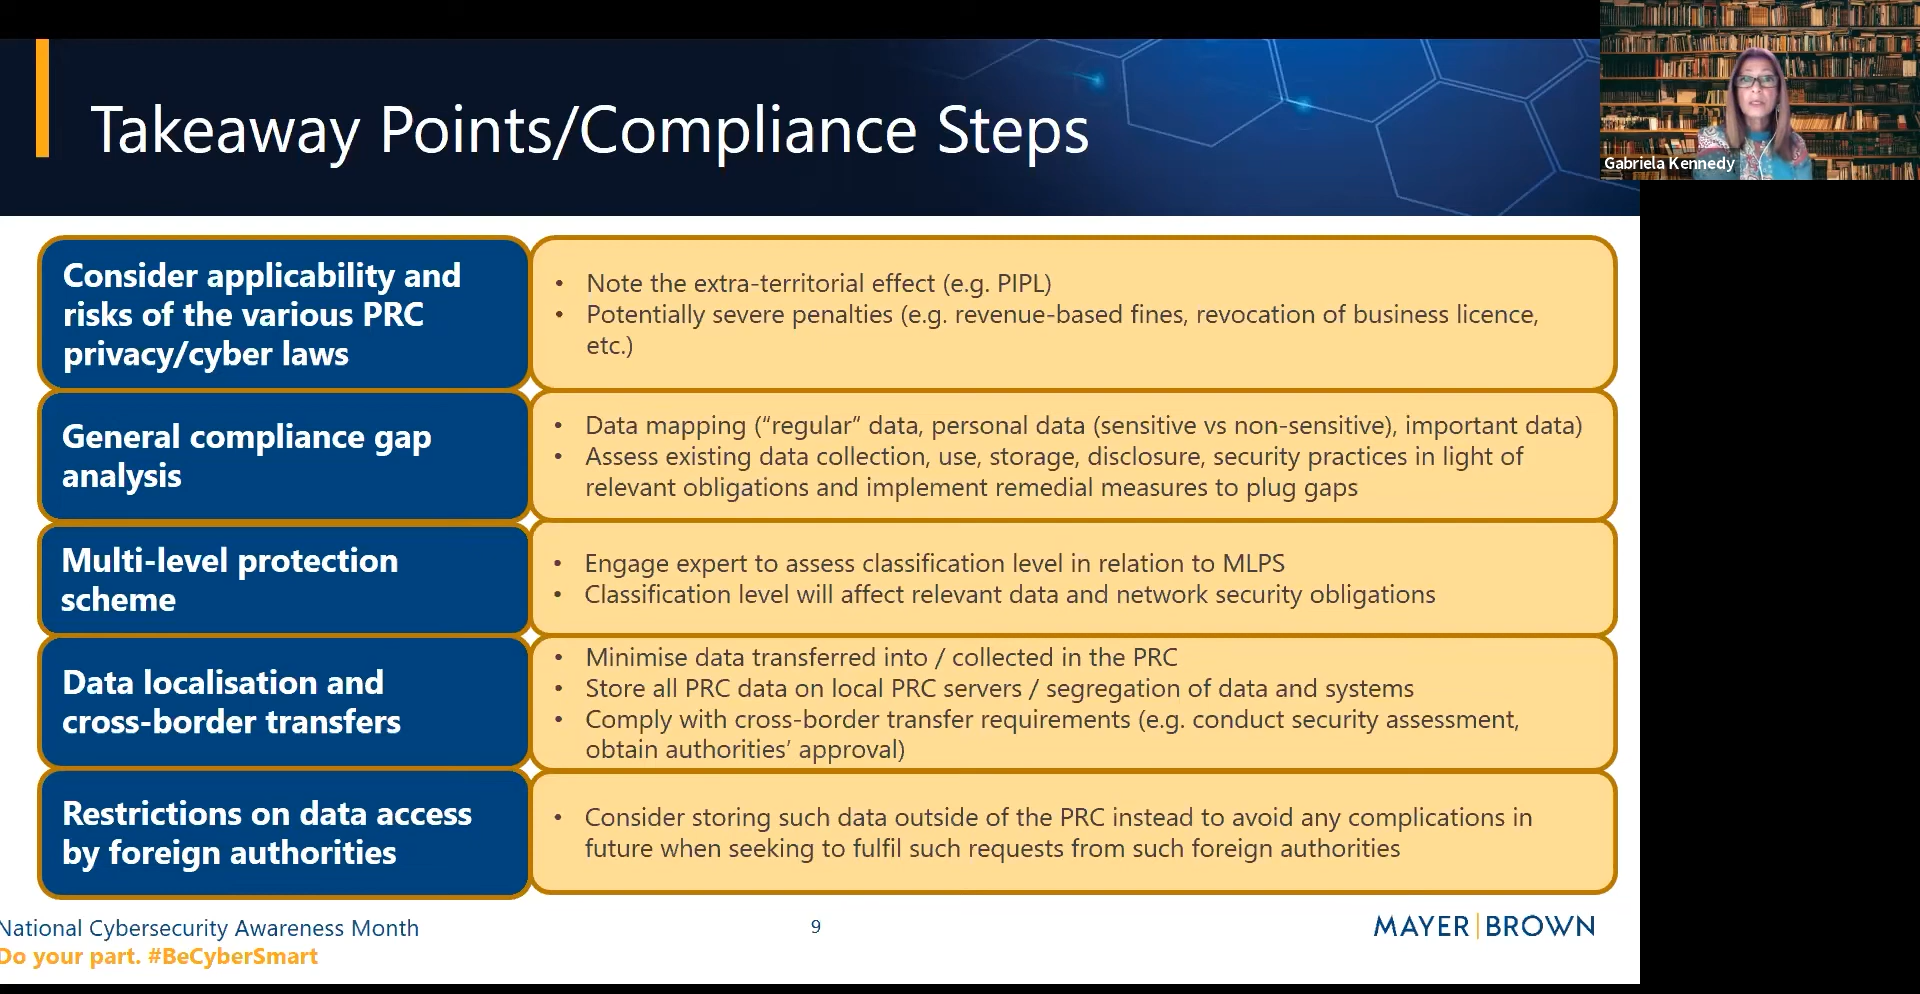 Takeaway Points/Compliance Steps
Gabriela Kennedy
Consider applicability and
risks of the various PRC
privacy/cyber laws
• Note the extra-territorial effect (e.g. PIPL)
• Potentially severe penalties (e.g. revenue-based fines, revocation of business licence,
etc.)
General compliance gap
analysis
• Data mapping (“regular” data, personal data (sensitive vs non-sensitive), important data)
• Assess existing data collection, use, storage, disclosure, security practices in light of
relevant obligations and implement remedial measures to plug gaps
Multi-level protection
scheme
• Engage expert to assess classification level in relation to MLPS
• Classification level will affect relevant data and network security obligations
Data localisation and
cross-border transfers
• Minimise data transferred into / collected in the PRC
• Store all PRC data on local PRC servers / segregation of data and systems
• Comply with cross-border transfer requirements (e.g. conduct security assessment,
obtain authorities’ approval)
Restrictions on data access
by foreign authorities
• Consider storing such data outside of the PRC instead to avoid any complications in
future when seeking to fulfil such requests from such foreign authorities
National Cybersecurity Awareness Month
Do your part. #BeCyberSmart
9
MAYER | BROWN